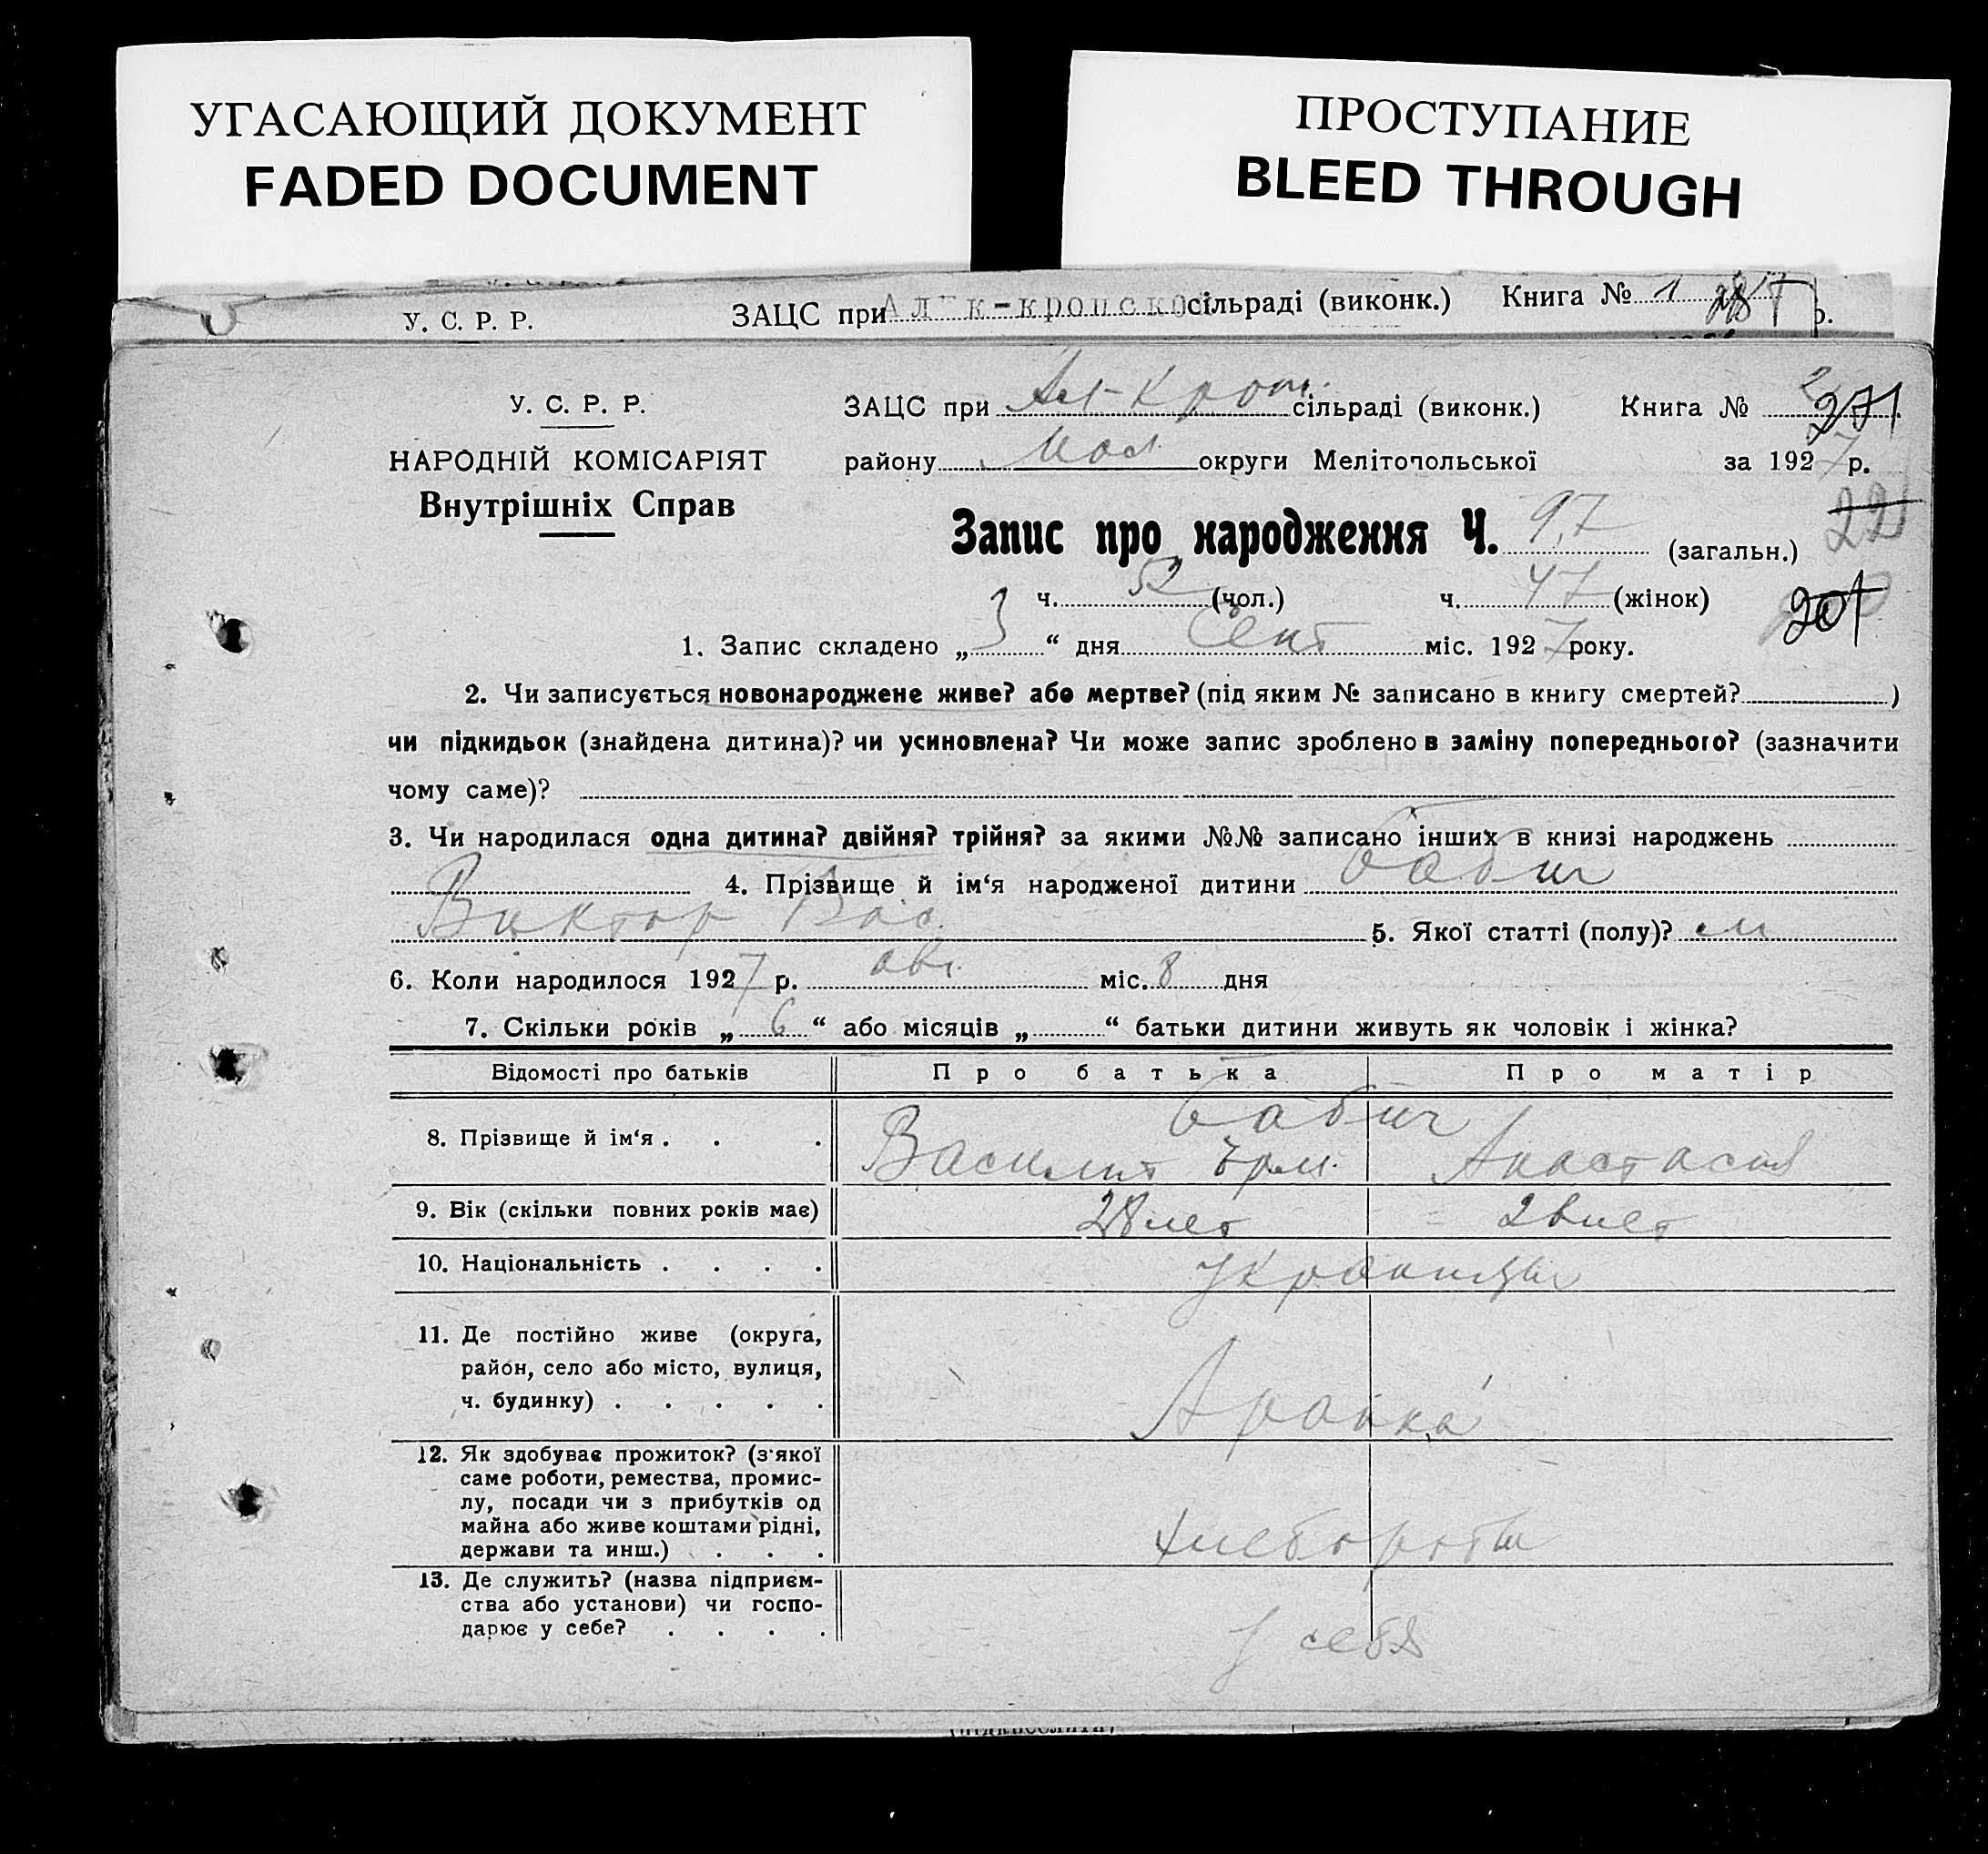 УГАСАЮЩИЙ ДОКУМЕНТ
FADED DOCUMENT
ПРОСТУПАНИЕ
BLEED THROUGH
У. С. Р. Р. ЗАЦС при сільраді (виконк.) Книга № 1
У. С. Р. Р. ЗАЦС при сільраді (виконк.) Книга № 2 271
НАРОДНІЙ КОМІСАРІЯТ району округи Мелітопольської за 1927 р.
Внутрішніх Справ
22
Запис про народження Ч. 97 (загальн.)
ч. 52 (чол.) ч. 47 (жінок)
201
1. Запис складено „ 3 “ дня Сент міс. 1927 року.
2. Чи записується новонароджене живе? або мертве? (під яким № записано в книгу смертей? )
чи підкидьок (знайдена дитина)? чи усиновлена? Чи може запис зроблено в заміну попереднього? (зазначити
чому саме)?
3. Чи народилася одна дитина? двійня? трійня? за якими №№ записано інших в книзі народжень
4. Прізвище й ім‘я народженої дитини Бабич
Виктор Вас. 5. Якої статті (полу)? м
6. Коли народилося 1927 р. авг. міс. 8 дня
7. Скільки років „ 6 “ або місяців „ “ батьки дитини живуть як чоловік і жінка?
Відомості про батьків Про батька Про матір
8. Прізвище й ім‘я . . . Бабич
Василий Ерм. Анастасия
9. Вік (скільки повних років має) 28 лет лет
10. Національність . . . . Украинцы
11. Де постійно живе (округа,
район, село або місто, вулиця,
ч. будинку) . . . . .
12. Як здобуває прожиток? (з якої
саме роботи, ремества, промис-
лу, посади чи з прибутків од
майна або живе коштами рідні,
держави та инш.) . . . хлеборобы
13. Де служить? (назва підприєм-
ства або установи) чи госпо-
дарює у себе? . . . . У себя